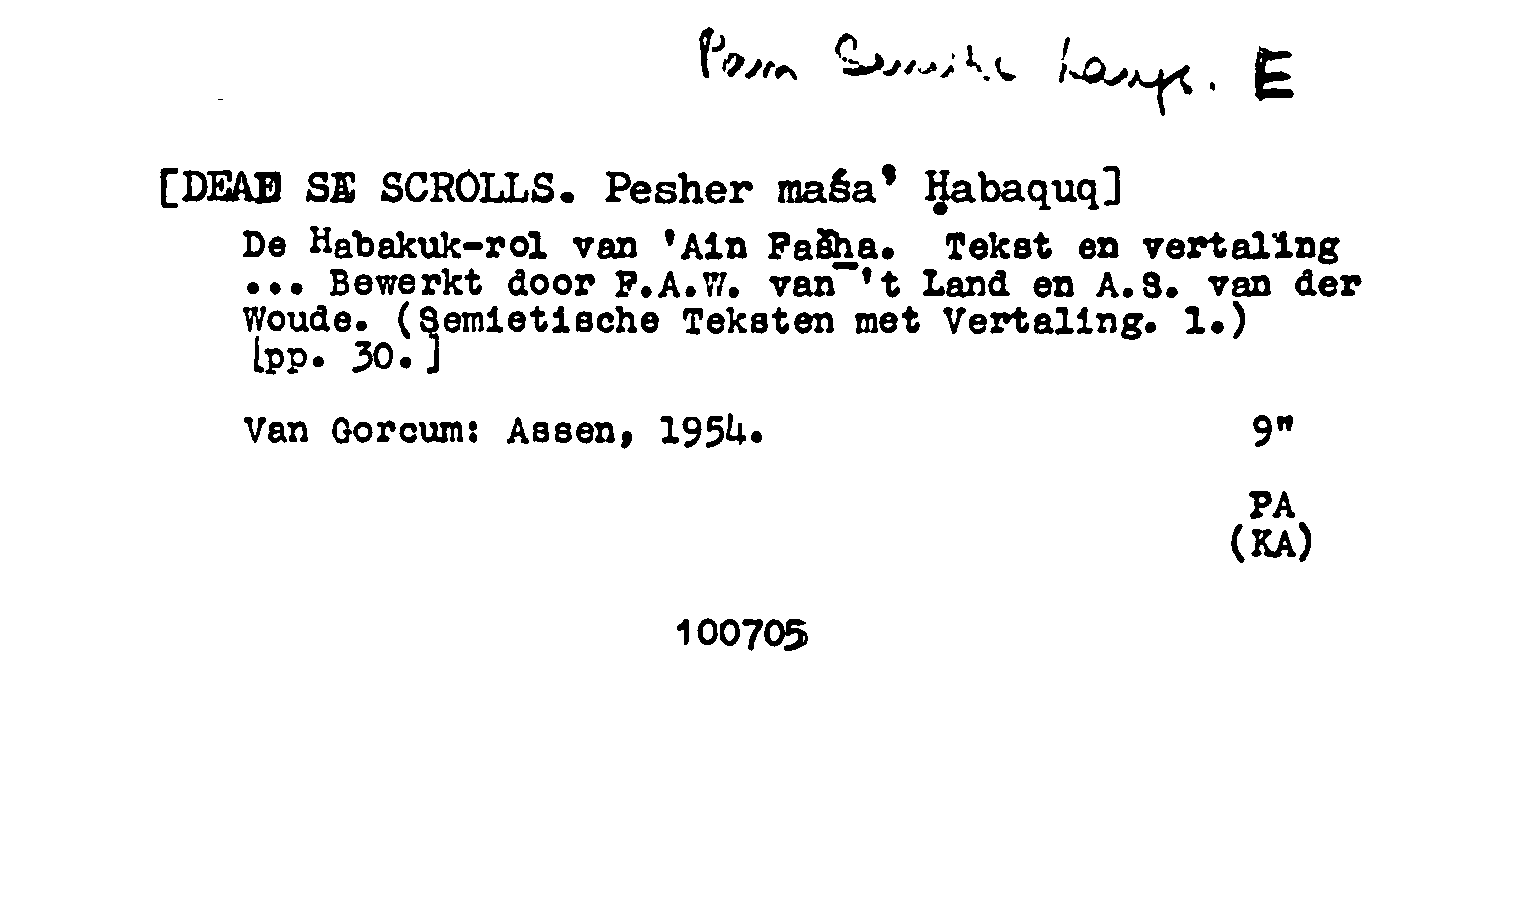 Pam Semitic Langs. E
[DEAD SE SCROLLS. Pesher maśa' Ḥabaquq]
De Habakuk-rol van 'Ain Fašha. Tekst en vertaling
... Bewerkt door F.A.W. van 't Land en A.S. van der
Woude. (Semietische Teksten met Vertaling. 1.)
[pp. 30.]
Van Gorcum: Assen, 1954. 9"
PA
(KA)
100705